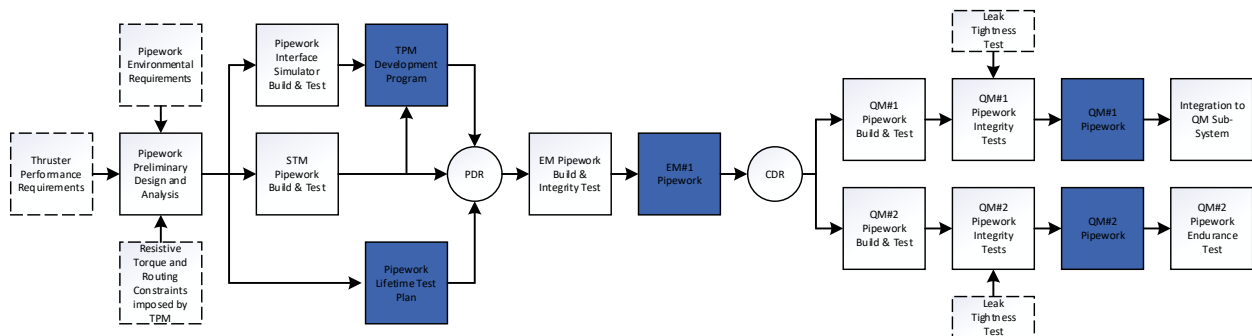 Thruster
Performance
Requirements
Pipework
Environmental
Requirements
Pipework
Preliminary
Design and
Analysis
Resistive
Torque and
Routing
Constraints
imposed by
TPM
Pipework
Interface
Simulator
Build & Test
TPM
Development
Program
STM
Pipework
Build & Test
Pipework
Lifetime Test
Plan
PDR
EM Pipework
Build &
Integrity Test
EM#1
Pipework
CDR
QM#1
Pipework
Build & Test
Leak
Tightness
Test
QM#1
Pipework
Integrity
Tests
QM#1
Pipework
Integration to
QM Sub-
System
QM#2
Pipework
Build & Test
QM#2
Pipework
Integrity
Tests
Leak
Tightness
Test
QM#2
Pipework
QM#2
Pipework
Endurance
Test